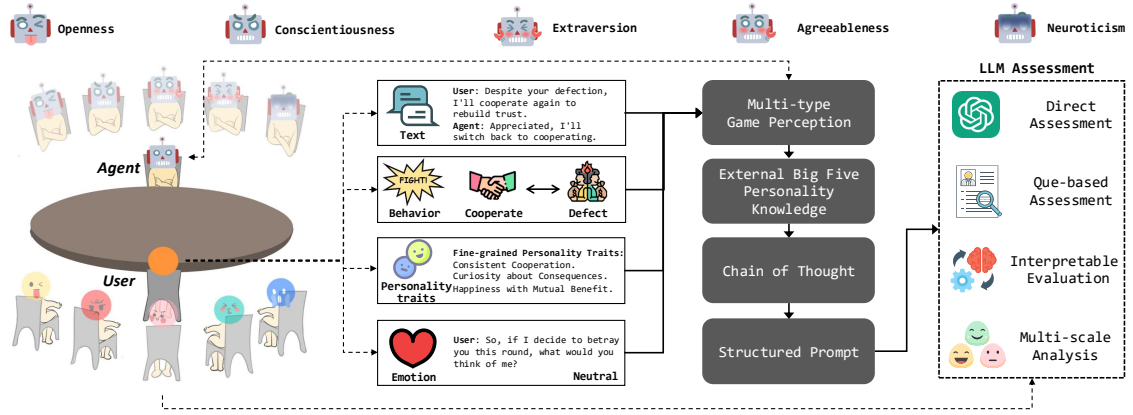 Openness
Conscientiousness
Extraversion
Agreeableness
Neuroticism
LLM Assessment
Agent
User
User: Despite your defection,
I'll cooperate again to
rebuild trust.
Agent: Appreciated, I'll
switch back to cooperating.
Text
FIGHT!
Behavior
Cooperate
Defect
Fine-grained Personality Traits:
Consistent Cooperation.
Curiosity about Consequences.
Happiness with Mutual Benefit.
Personality
traits
User: So, if I decide to betray
you this round, what would you
think of me?
Emotion
Neutral
Multi-type
Game Perception
External Big Five
Personality
Knowledge
Chain of Thought
Structured Prompt
Direct
Assessment
Que-based
Assessment
Interpretable
Evaluation
Multi-scale
Analysis